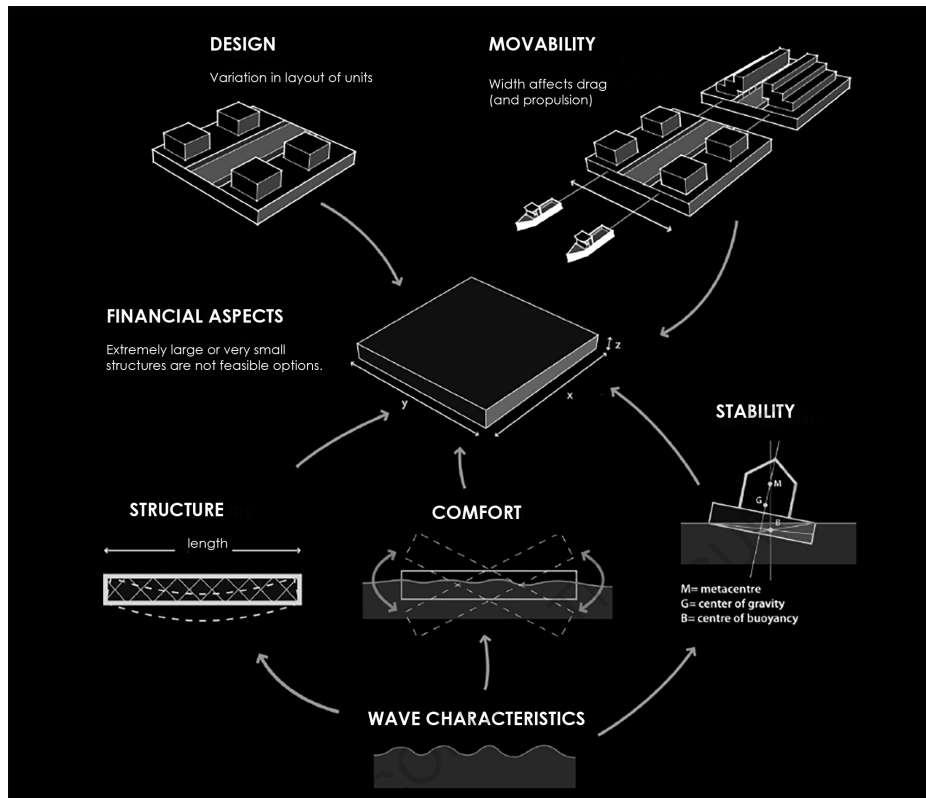 DESIGN
Variation in layout of units
MOVABILITY
Width affects drag
(and propulsion)
FINANCIAL ASPECTS
Extremely large or very small
structures are not feasible options.
z
y
x
STABILITY
M
G
B
M= metacentre
G= center of gravity
B= centre of buoyancy
STRUCTURE
length
COMFORT
WAVE CHARACTERISTICS